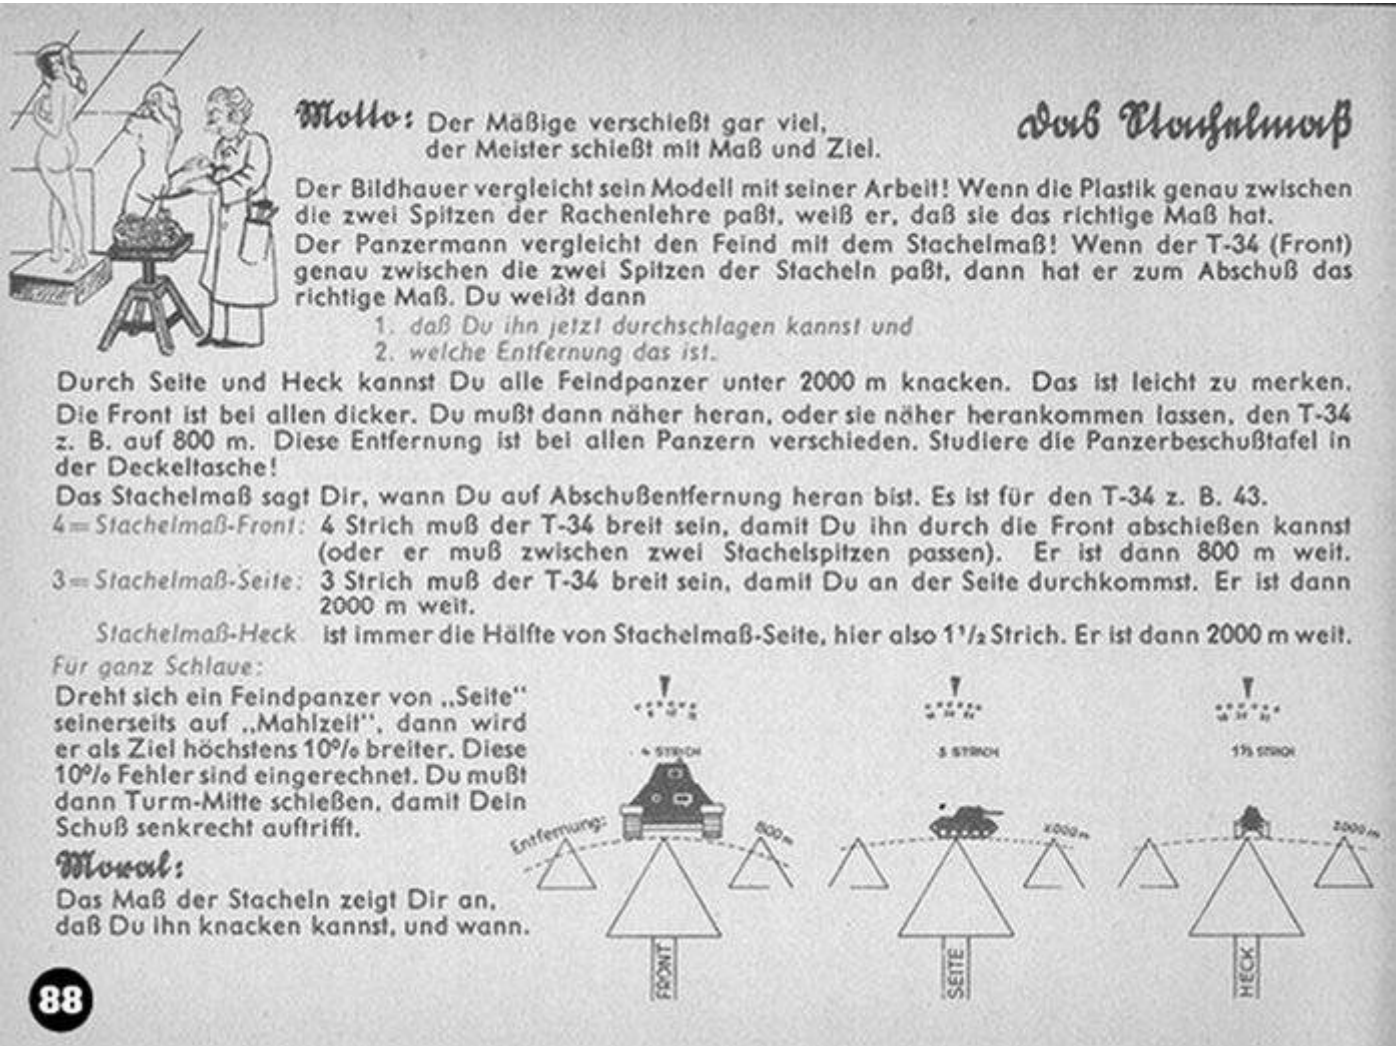 Motto: Der Mäßige verschießt gar viel,
der Meister schießt mit Maß und Ziel.
Das Stachelmaß
Der Bildhauer vergleicht sein Modell mit seiner Arbeit! Wenn die Plastik genau zwischen
die zwei Spitzen der Rachenlehre paßt, weiß er, daß sie das richtige Maß hat.
Der Panzermann vergleicht den Feind mit dem Stachelmaß! Wenn der T-34 (Front)
genau zwischen die zwei Spitzen der Stacheln paßt, dann hat er zum Abschuß das
richtige Maß. Du weißt dann
1. daß Du ihn jetzt durchschlagen kannst und
2. welche Entfernung das ist.
Durch Seite und Heck kannst Du alle Feindpanzer unter 2000 m knacken. Das ist leicht zu merken.
Die Front ist bei allen dicker. Du mußt dann näher heran, oder sie näher herankommen lassen, den T-34
z. B. auf 800 m. Diese Entfernung ist bei allen Panzern verschieden. Studiere die Panzerbeschußtafel in
der Deckeltasche!
Das Stachelmaß sagt Dir, wann Du auf Abschußentfernung heran bist. Es ist für den T-34 z. B. 43.
4 = Stachelmaß-Front: 4 Strich muß der T-34 breit sein, damit Du ihn durch die Front abschießen kannst
(oder er muß zwischen zwei Stachelspitzen passen). Er ist dann 800 m weit.
3 = Stachelmaß-Seite: 3 Strich muß der T-34 breit sein, damit Du an der Seite durchkommst. Er ist dann
2000 m weit.
Stachelmaß-Heck ist immer die Hälfte von Stachelmaß-Seite, hier also 1 1/2 Strich. Er ist dann 2000 m weit.
Für ganz Schlaue:
Dreht sich ein Feindpanzer von „Seite"
seinerseits auf „Mahlzeit", dann wird
er als Ziel höchstens 10% breiter. Diese
10% Fehler sind eingerechnet. Du mußt
dann Turm-Mitte schießen, damit Dein
Schuß senkrecht auftrifft.
Moral:
Das Maß der Stacheln zeigt Dir an,
daß Du ihn knacken kannst, und wann.
4 STRICH
3 STRICH
1½ STRICH
Entfernung:
800 m
2000 m
2000 m
FRONT
SEITE
HECK
88